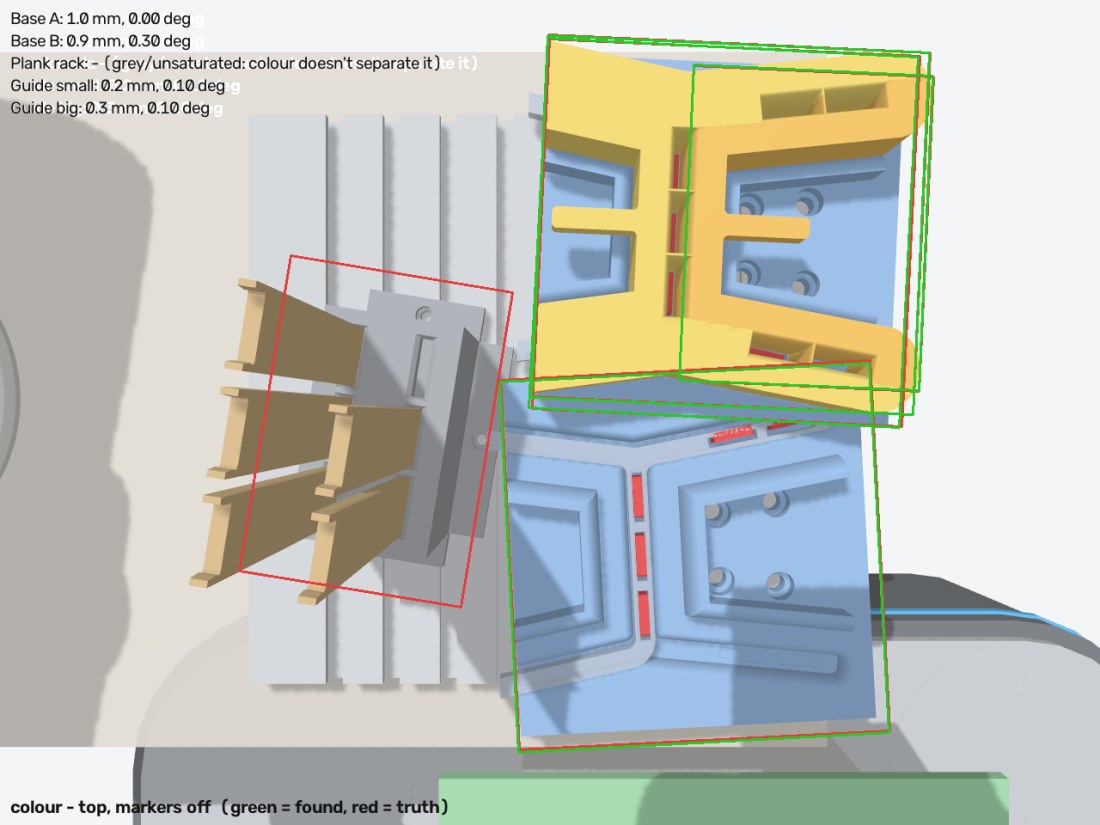 Base A: 1.0 mm, 0.00 deg
Base B: 0.9 mm, 0.30 deg
Plank rack: - (grey/unsaturated: colour doesn't separate it)
Guide small: 0.2 mm, 0.10 deg
Guide big: 0.3 mm, 0.10 deg
colour - top, markers off (green = found, red = truth)